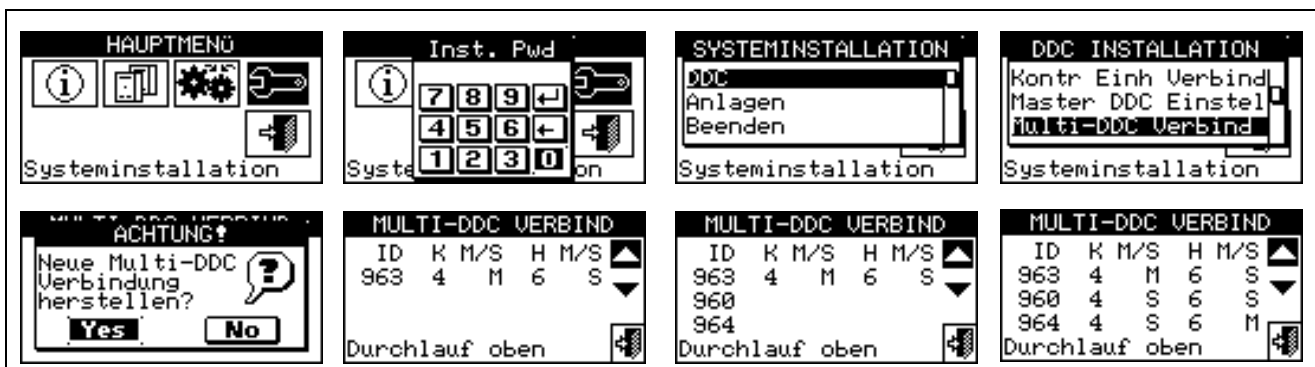 HAUPTMENÜ
Systeminstallation
Inst. Pwd
7 8 9
4 5 6
1 2 3 0
Syste on
SYSTEMINSTALLATION
DDC
Anlagen
Beenden
Systeminstallation
DDC INSTALLATION
Kontr Einh Verbind
Master DDC Einstel
Multi-DDC Verbind
Systeminstallation
ACHTUNG!
Neue Multi-DDC
Verbindung
herstellen?
Yes No
MULTI-DDC VERBIND
ID K M/S H M/S
963 4 M 6 S
Durchlauf oben
MULTI-DDC VERBIND
ID K M/S H M/S
963 4 M 6 S
960
964
Durchlauf oben
MULTI-DDC VERBIND
ID K M/S H M/S
963 4 M 6 S
960 4 S 6 S
964 4 S 6 M
Durchlauf oben